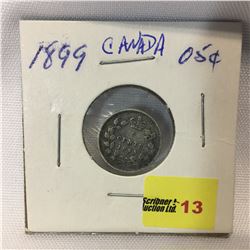 1899 CANADA 05¢
Scribner
Auction Ltd. 13